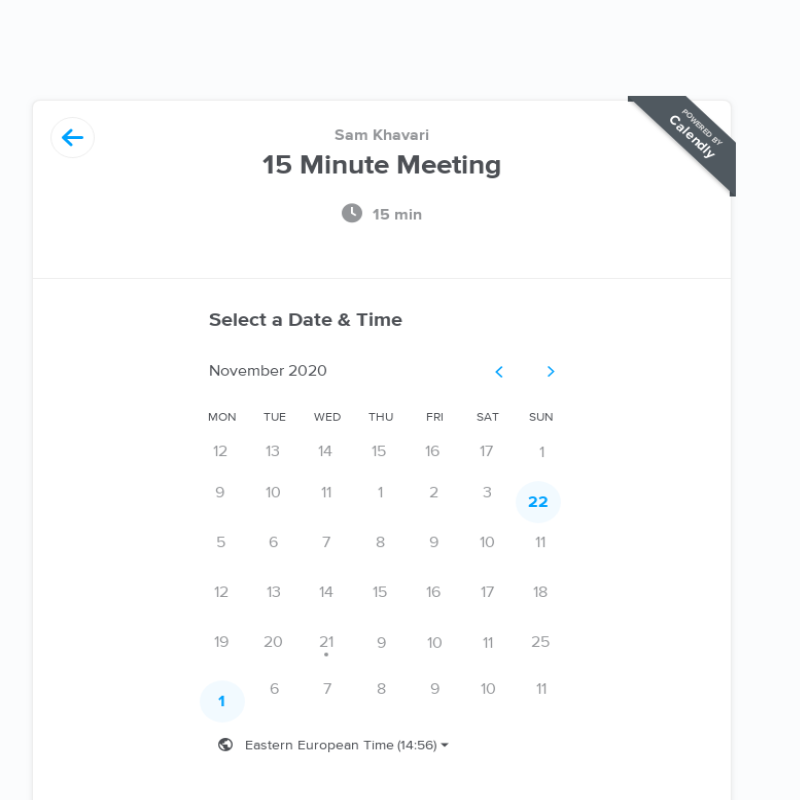 Sam Khavari
15 Minute Meeting
15 min
POWERED BY
Calendly
Select a Date & Time
November 2020
MON TUE WED THU FRI SAT SUN
12 13 14 15 16 17 1
9 10 11 1 2 3 22
5 6 7 8 9 10 11
12 13 14 15 16 17 18
19 20 21 9 10 11 25
1 6 7 8 9 10 11
Eastern European Time (14:56)